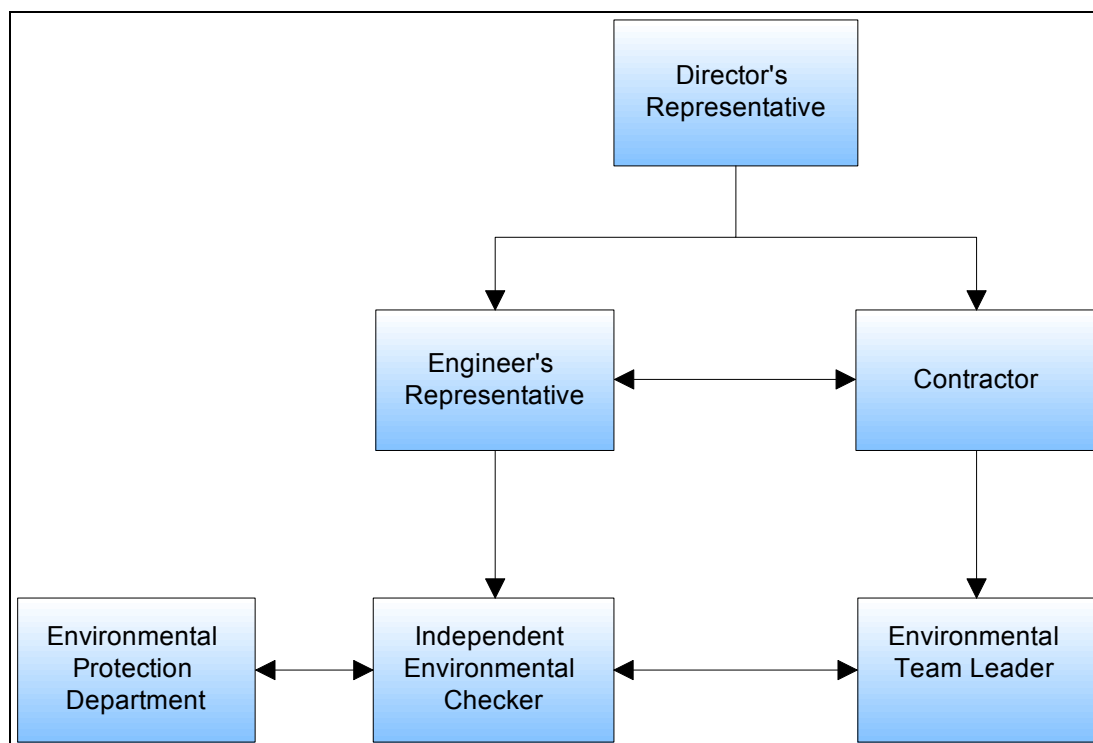 Director's
Representative
Engineer's
Representative
Contractor
Environmental
Protection
Department
Independent
Environmental
Checker
Environmental
Team Leader